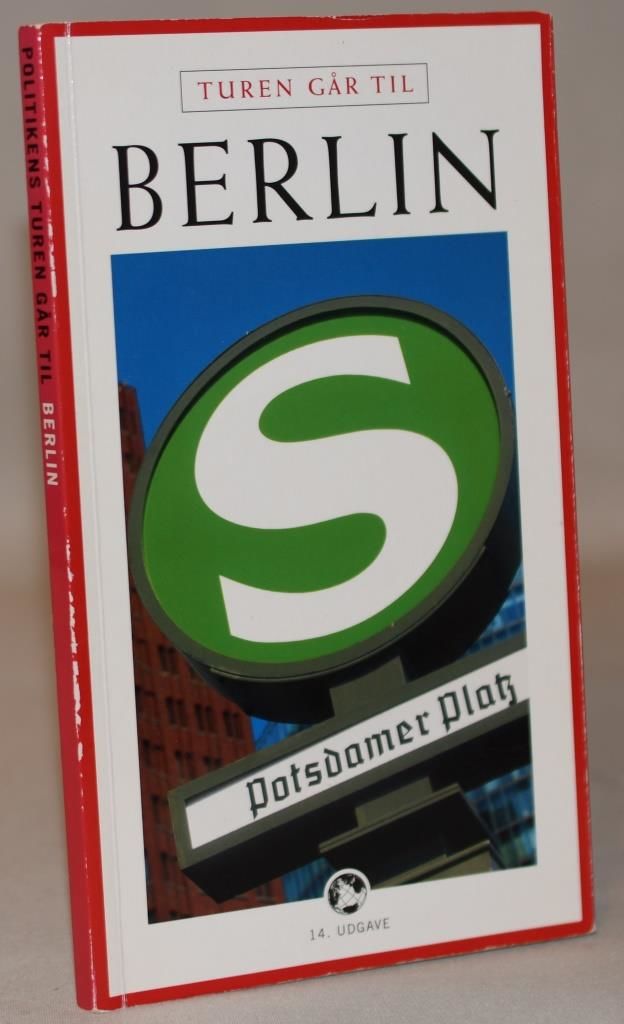 POLITIKENS TUREN GÅR TIL BERLIN
TUREN GÅR TIL
BERLIN
S
Potsdamer Platz
14. UDGAVE